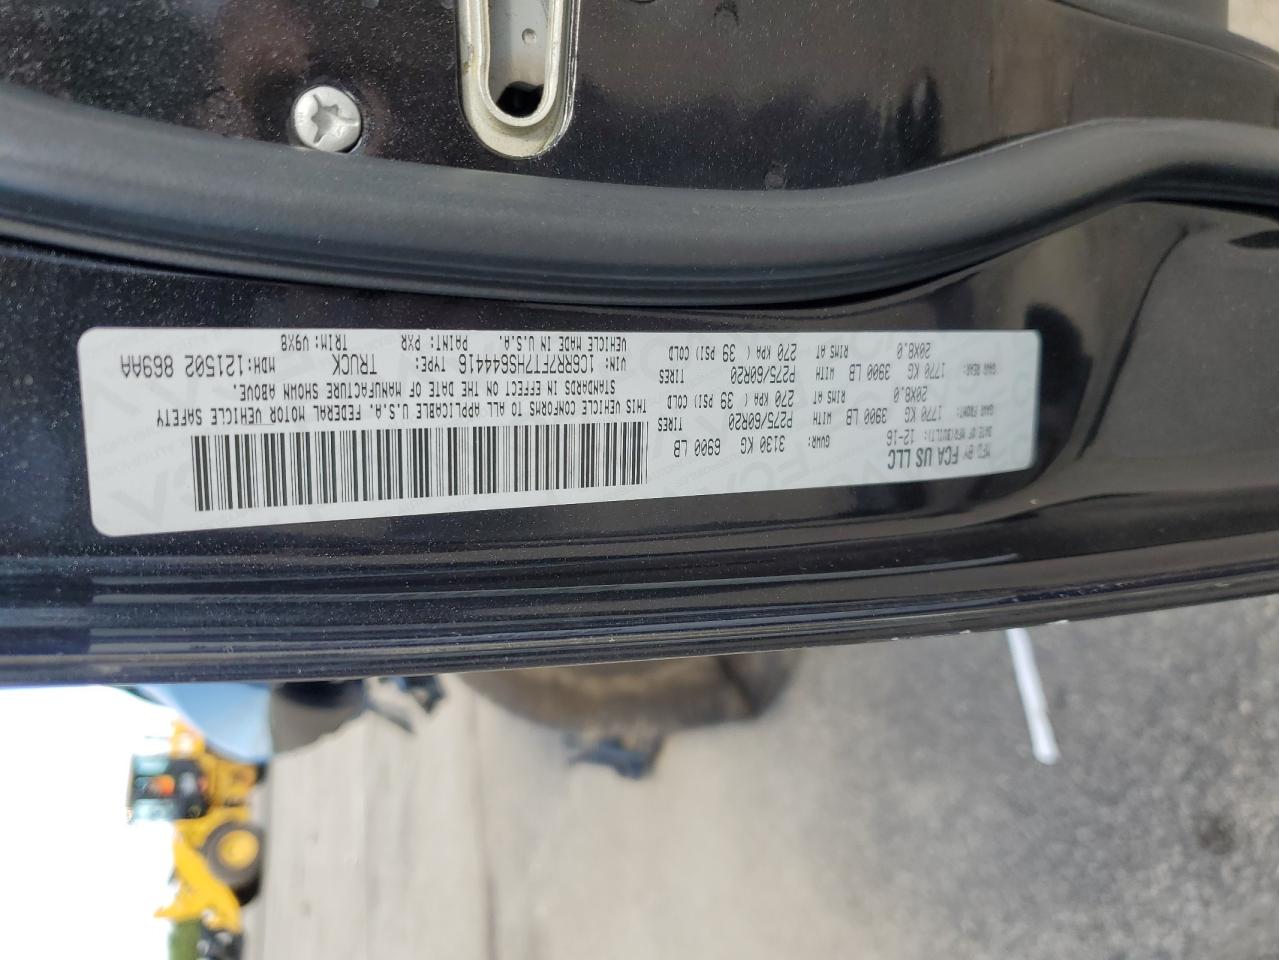 MFD BY FCA US LLC
DATE OF MFR(BUILT): 12-16 GVWR: 3130 KG 6900 LB
GAWR FRONT: 1770 KG 3900 LB WITH P275/60R20 TIRES
20X8.0 RIMS AT 270 KPA ( 39 PSI) COLD
GAWR REAR: 1770 KG 3900 LB WITH P275/60R20 TIRES
20X8.0 RIMS AT 270 KPA ( 39 PSI) COLD
THIS VEHICLE CONFORMS TO ALL APPLICABLE U.S.A. FEDERAL MOTOR VEHICLE SAFETY
STANDARDS IN EFFECT ON THE DATE OF MANUFACTURE SHOWN ABOVE.
VIN: 1C6RR7FT7HS644416 TYPE: TRUCK MDH:121502 869AA
VEHICLE MADE IN U.S.A. PAINT: PXR TRIM: V9X8